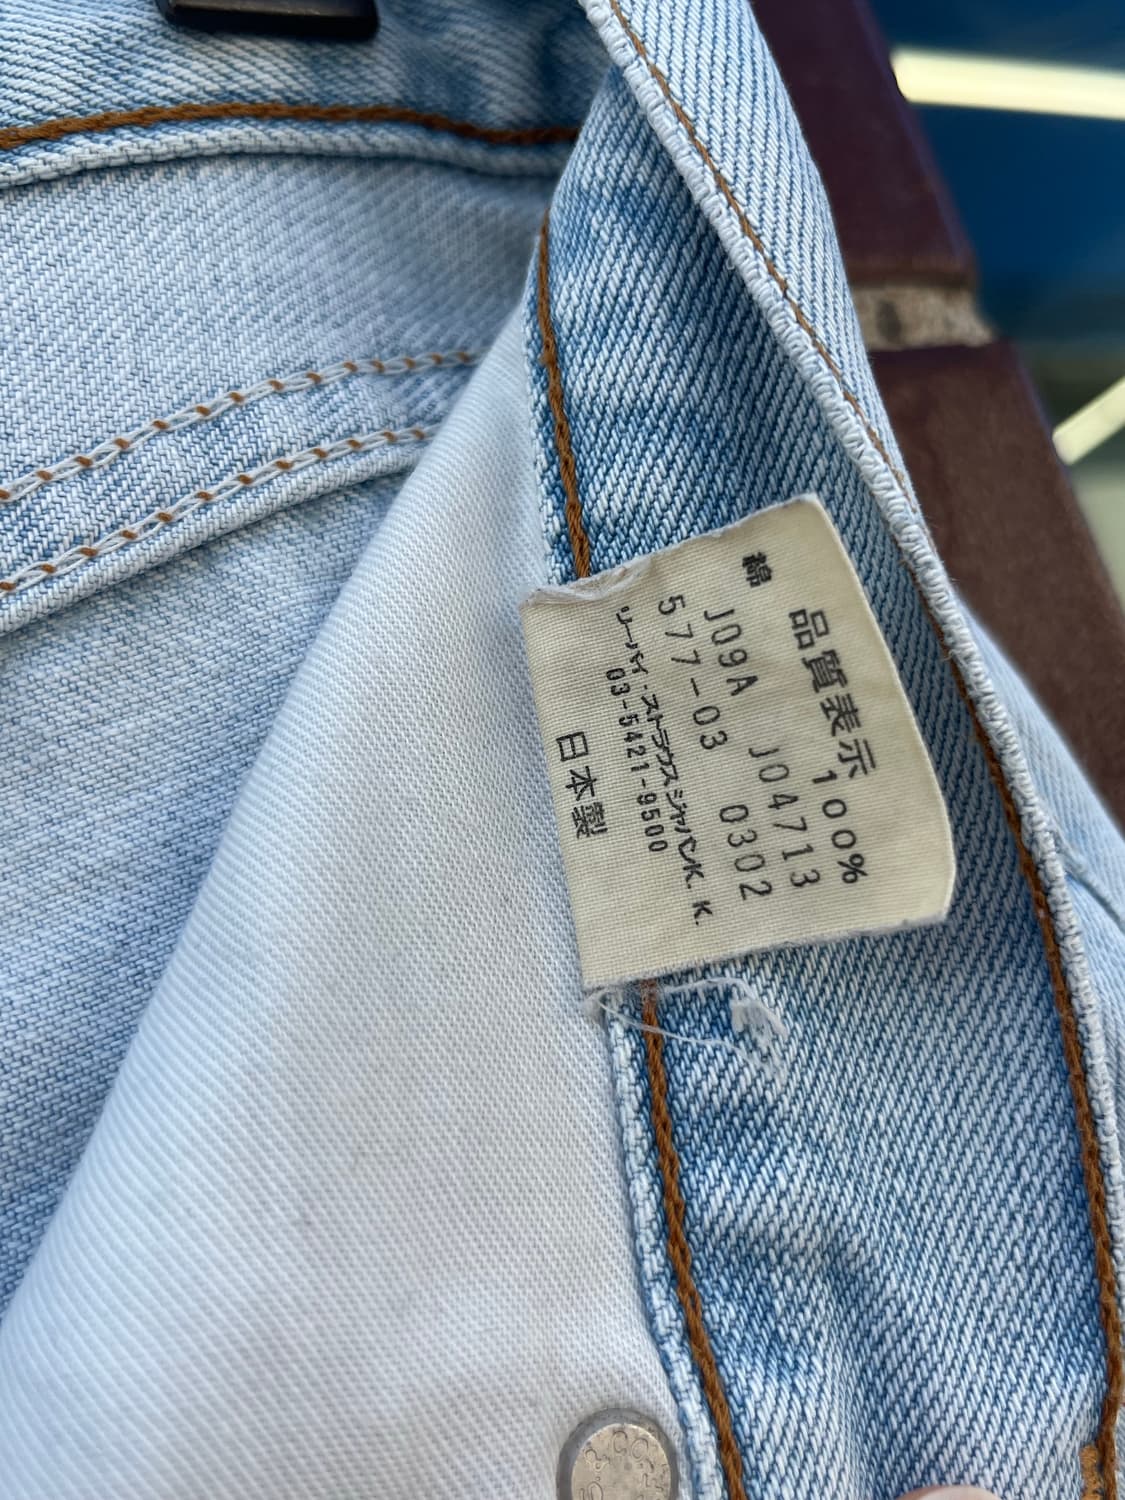 品質表示
綿 100%
J09A J04713
577-03 0302
リーバイ・ストラウスジャパンK.K.
03-5421-9500
日本製